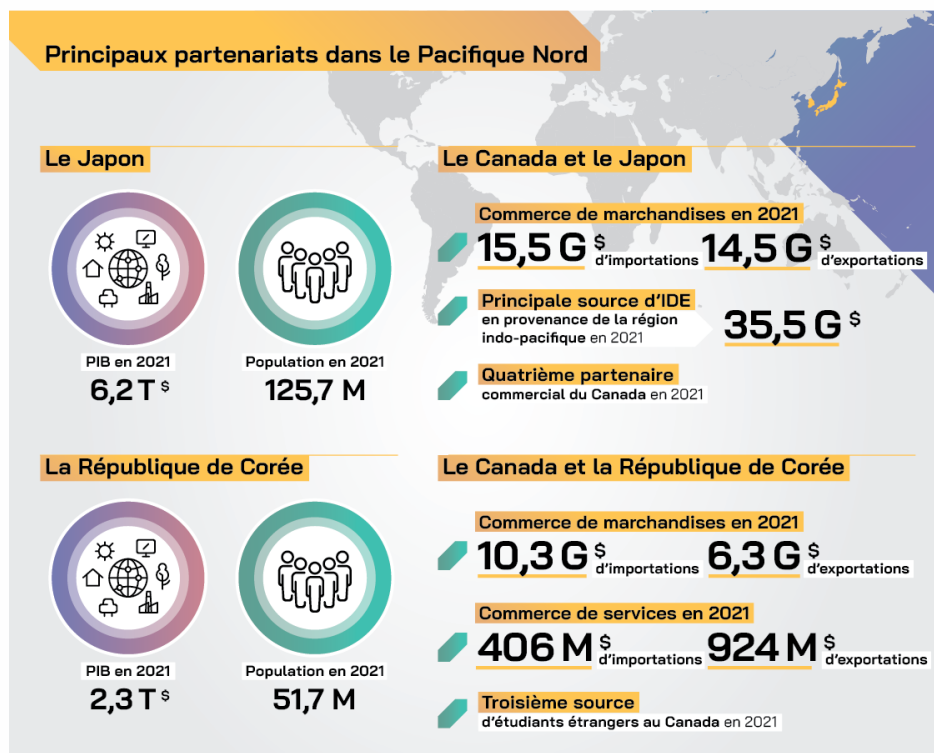 Principaux partenariats dans le Pacifique Nord
Le Japon
PIB en 2021
6,2 T $
Population en 2021
125,7 M
Le Canada et le Japon
Commerce de marchandises en 2021
15,5 G $ d'importations 14,5 G $ d'exportations
Principale source d'IDE
en provenance de la région
indo-pacifique en 2021
35,5 G $
Quatrième partenaire
commercial du Canada en 2021
La République de Corée
PIB en 2021
2,3 T $
Population en 2021
51,7 M
Le Canada et la République de Corée
Commerce de marchandises en 2021
10,3 G $ d'importations 6,3 G $ d'exportations
Commerce de services en 2021
406 M $ d'importations 924 M $ d'exportations
Troisième source
d'étudiants étrangers au Canada en 2021